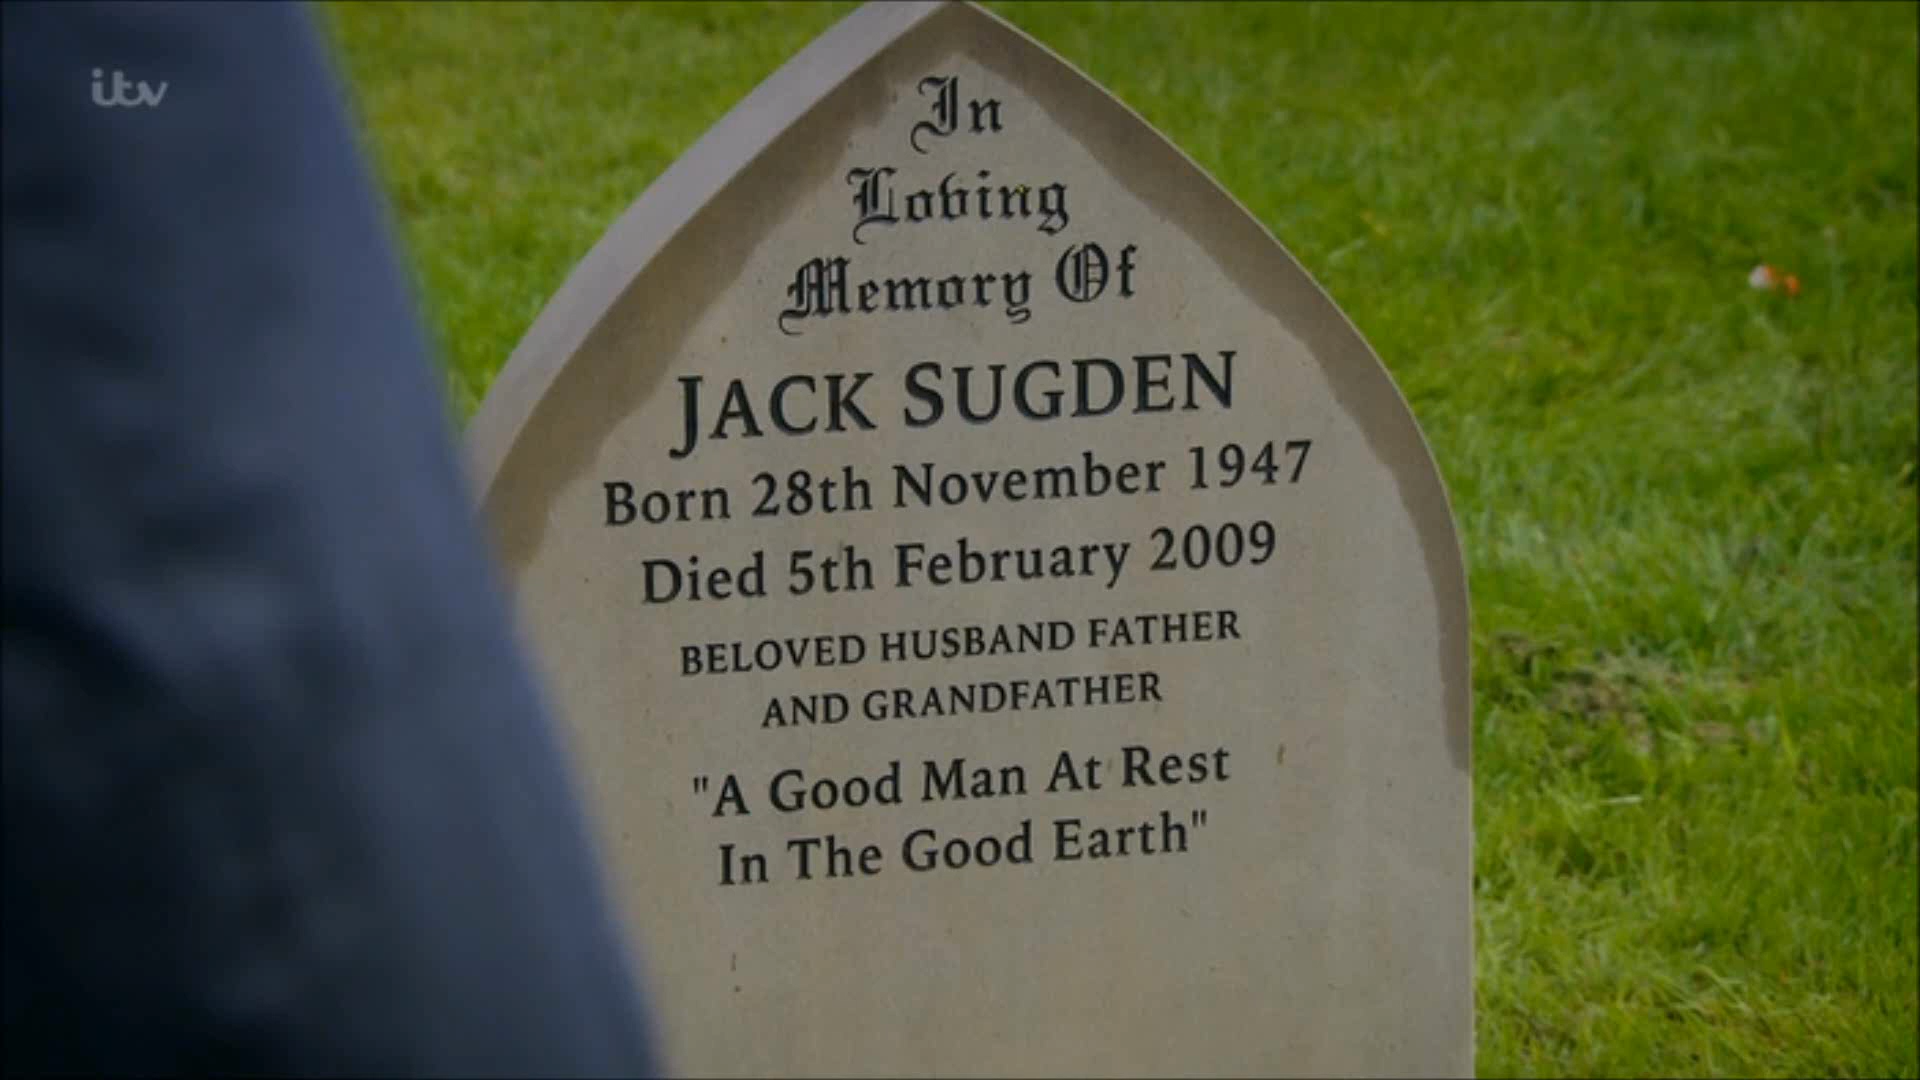 itv
In
Loving
Memory Of
JACK SUGDEN
Born 28th November 1947
Died 5th February 2009
BELOVED HUSBAND FATHER
AND GRANDFATHER
"A Good Man At Rest
In The Good Earth"